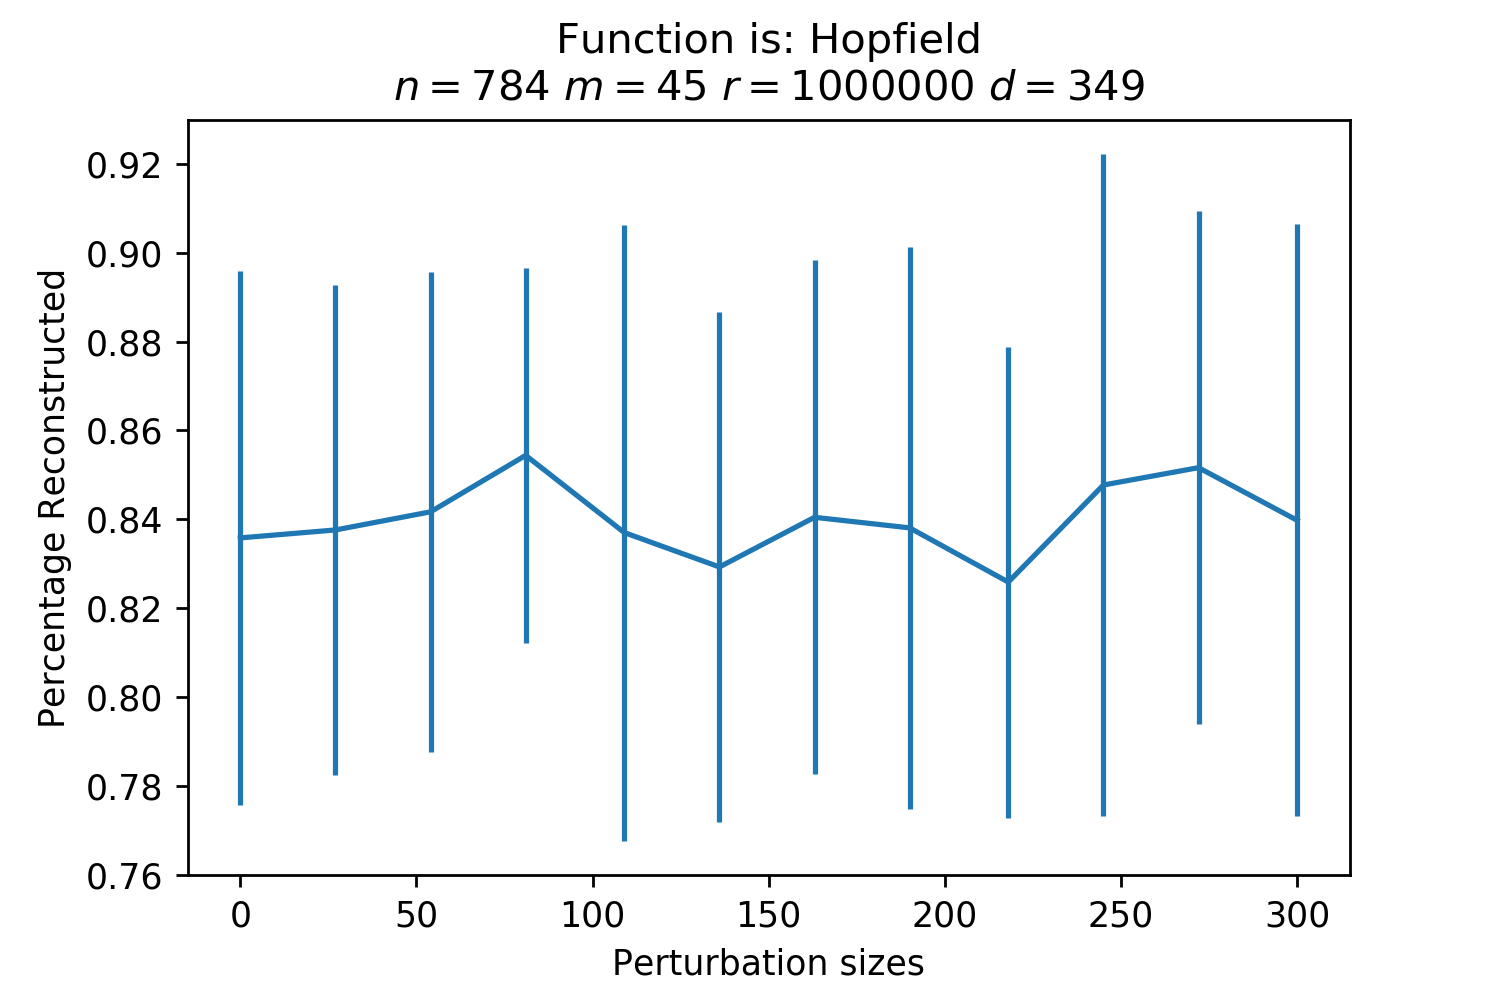 Function is: Hopfield
n = 784 m = 45 r = 1000000 d = 349
Percentage Reconstructed
0.92
0.90
0.88
0.86
0.84
0.82
0.80
0.78
0.76
0 50 100 150 200 250 300
Perturbation sizes